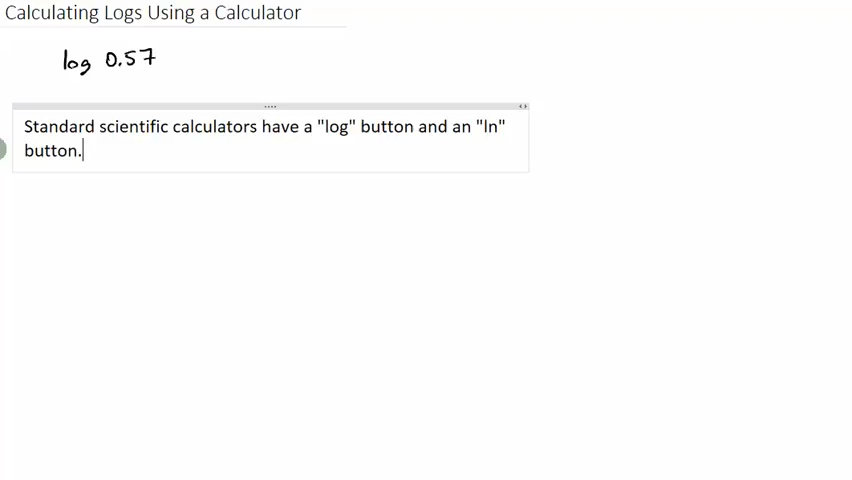 Calculating Logs Using a Calculator
log 0.57
Standard scientific calculators have a "log" button and an "ln"
button.